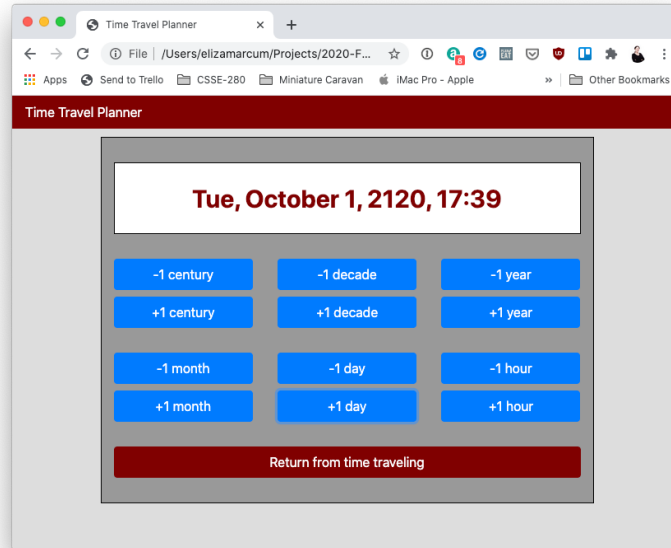 Time Travel Planner
File | /Users/elizamarcum/Projects/2020-F...
8
Apps Send to Trello CSSE-280 Miniature Caravan iMac Pro - Apple » Other Bookmarks
Time Travel Planner
Tue, October 1, 2120, 17:39
-1 century -1 decade -1 year
+1 century +1 decade +1 year
-1 month -1 day -1 hour
+1 month +1 day +1 hour
Return from time traveling